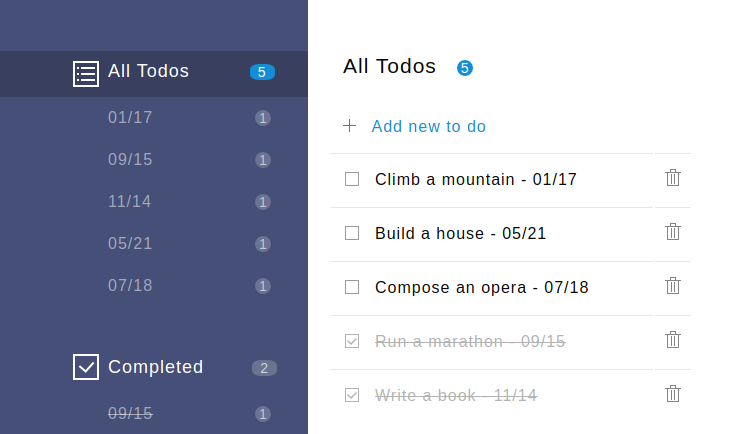 All Todos 5
01/17 1
09/15 1
11/14 1
05/21 1
07/18 1
Completed 2
09/15 1
All Todos 5
Add new to do
Climb a mountain - 01/17
Build a house - 05/21
Compose an opera - 07/18
Run a marathon - 09/15
Write a book - 11/14